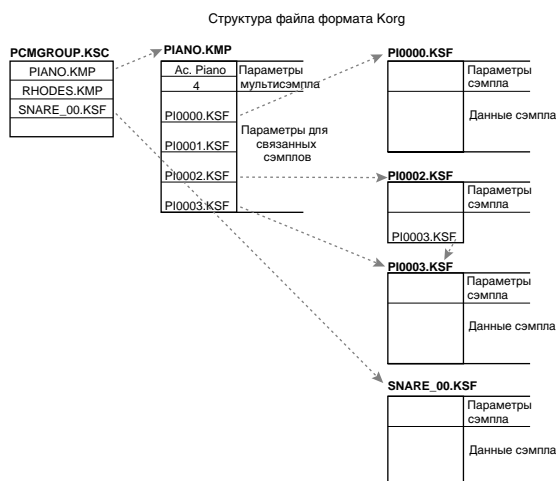 Структура файла формата Korg
PCMGROUP.KSC
PIANO.KMP
RHODES.KMP
SNARE_00.KSF
PIANO.KMP
Ac. Piano
4
PI0000.KSF
PI0001.KSF
PI0002.KSF
PI0003.KSF
Параметры
мультисэмпла
Параметры для
связанных
сэмплов
PI0000.KSF
Параметры
сэмпла
Данные сэмпла
PI0002.KSF
Параметры
сэмпла
PI0003.KSF
PI0003.KSF
Параметры
сэмпла
Данные сэмпла
SNARE_00.KSF
Параметры
сэмпла
Данные сэмпла